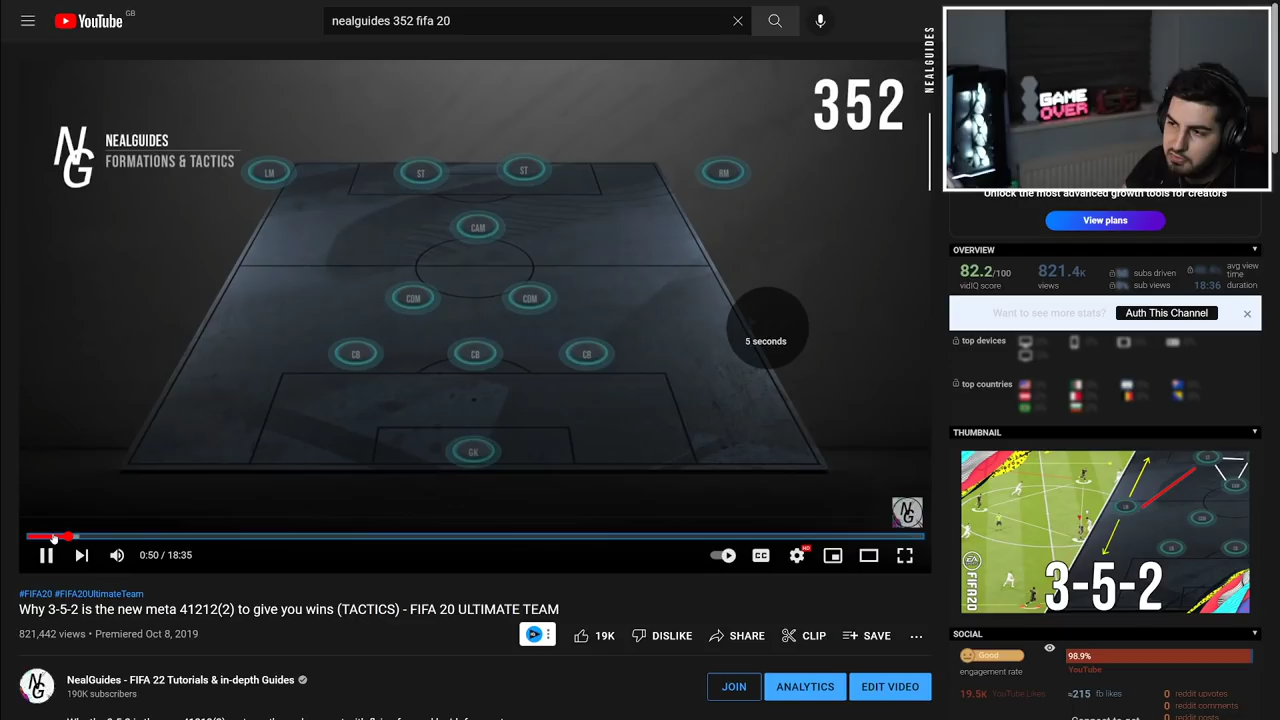 YouTube GB
nealguides 352 fifa 20
NEALGUIDES
GAME
OVER
352
NG
NEALGUIDES
FORMATIONS & TACTICS
LM
ST
ST
RM
CAM
CDM
CDM
CB
CB
CB
GK
5 seconds
NG
0:50 / 18:35
CC
HD
#FIFA20 #FIFA20UltimateTeam
Why 3-5-2 is the new meta 41212(2) to give you wins (TACTICS) - FIFA 20 ULTIMATE TEAM
821,442 views • Premiered Oct 8, 2019
19K
DISLIKE
SHARE
CLIP
SAVE
NealGuides - FIFA 22 Tutorials & in-depth Guides
190K subscribers
JOIN
ANALYTICS
EDIT VIDEO
Unlock the most advanced growth tools for creators
View plans
OVERVIEW
82.2/100
vidIQ score
821.4k
views
subs driven
sub views
avg view
time
18:36 duration
Want to see more stats?
Auth This Channel
top devices
top countries
THUMBNAIL
EA SPORTS
FIFA20
3-5-2
SOCIAL
Good
engagement rate
98.9%
YouTube
19.5K YouTube Likes
≈215 fb likes
0 reddit upvotes
0 reddit comments